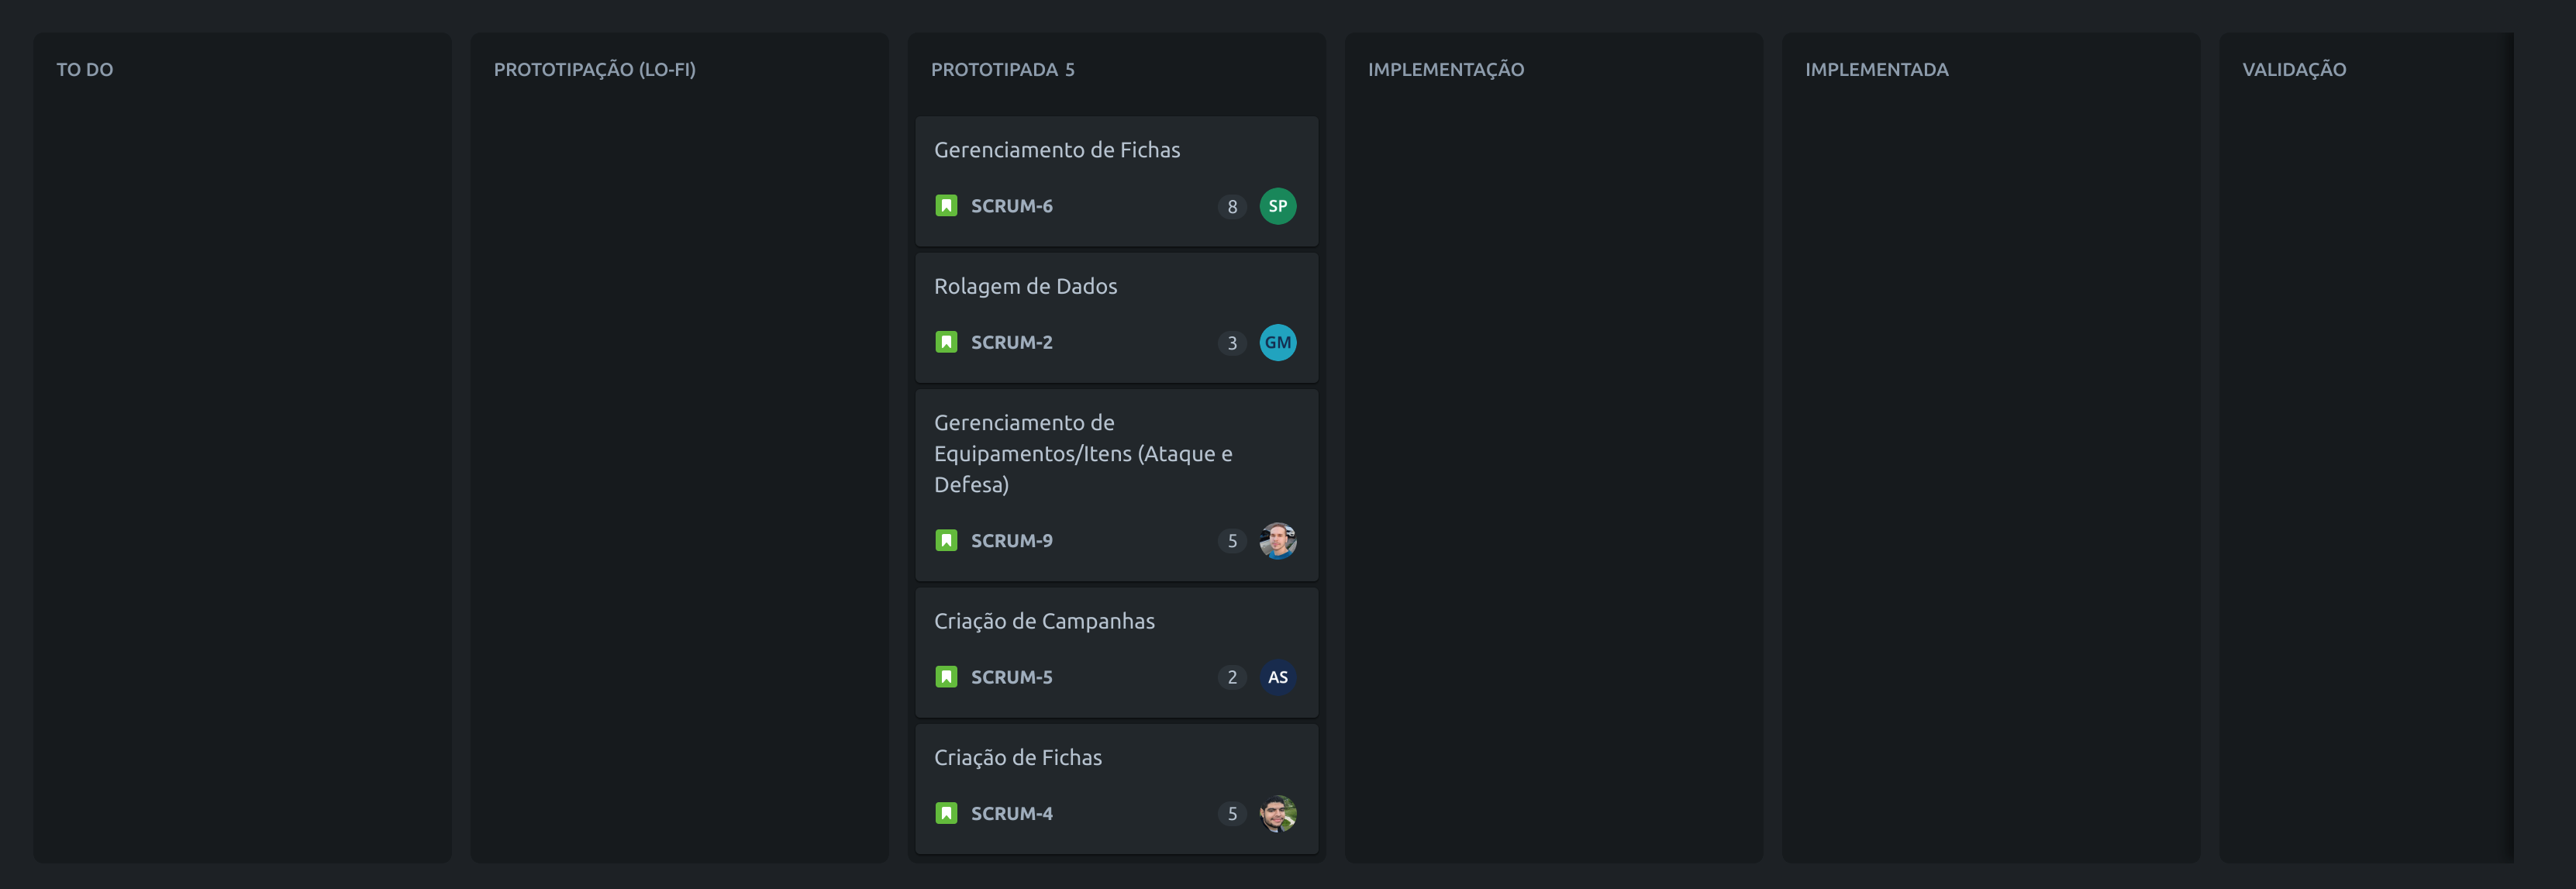 TO DO
PROTOTIPAÇÃO (LO-FI)
PROTOTIPADA 5
IMPLEMENTAÇÃO
IMPLEMENTADA
VALIDAÇÃO
Gerenciamento de Fichas
SCRUM-6 8 SP
Rolagem de Dados
SCRUM-2 3 GM
Gerenciamento de
Equipamentos/Itens (Ataque e
Defesa)
SCRUM-9 5
Criação de Campanhas
SCRUM-5 2 AS
Criação de Fichas
SCRUM-4 5